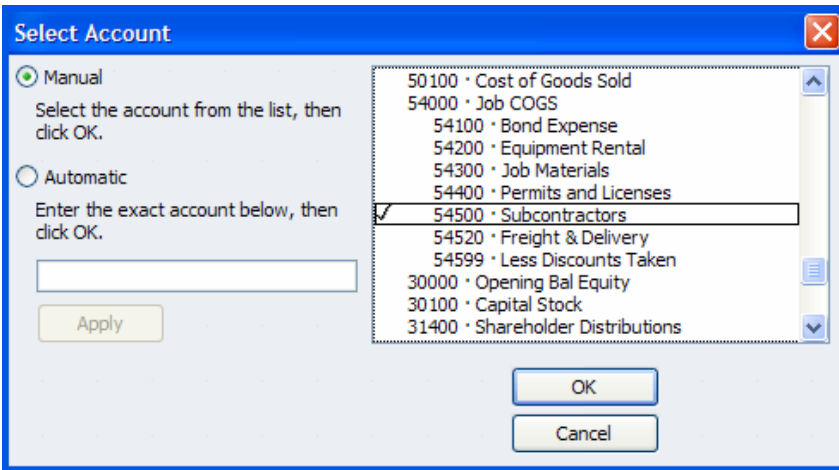 Select Account
Manual
Select the account from the list, then
click OK.
Automatic
Enter the exact account below, then
click OK.
Apply
50100 · Cost of Goods Sold
54000 · Job COGS
54100 · Bond Expense
54200 · Equipment Rental
54300 · Job Materials
54400 · Permits and Licenses
54500 · Subcontractors
54520 · Freight & Delivery
54599 · Less Discounts Taken
30000 · Opening Bal Equity
30100 · Capital Stock
31400 · Shareholder Distributions
OK
Cancel